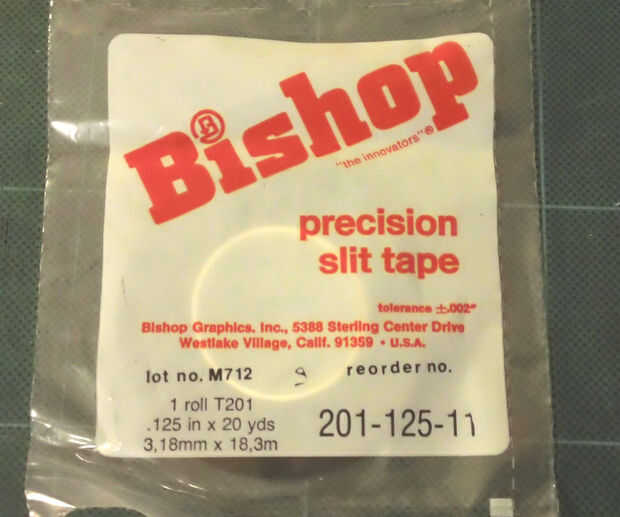 Bishop
"the innovators"®
precision
slit tape
tolerance ±.002"
Bishop Graphics, Inc., 5388 Sterling Center Drive
Westlake Village, Calif. 91359 • U.S.A.
lot no. M712 9 reorder no.
1 roll T201
.125 in x 20 yds
3,18mm x 18,3m
201-125-11